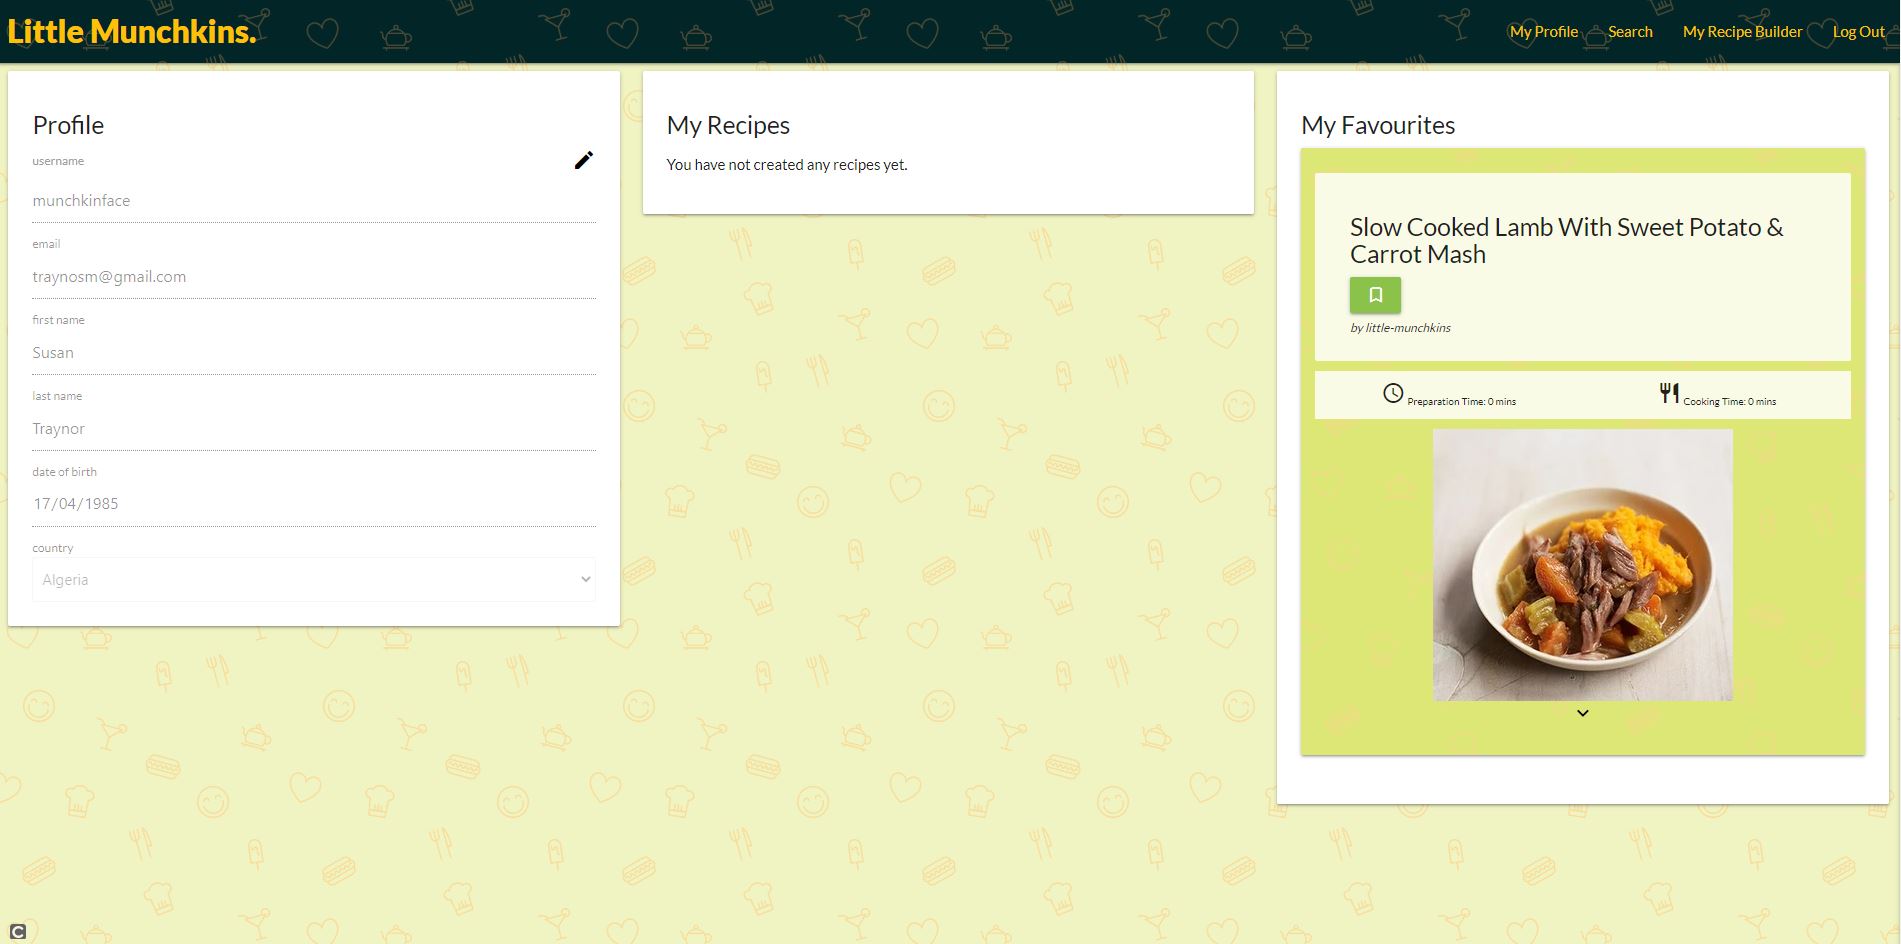 Little Munchkins.
My Profile
Search
My Recipe Builder
Log Out
Profile
username
munchkinface
email
traynosm@gmail.com
first name
Susan
last name
Traynor
date of birth
17/04/1985
country
Algeria
My Recipes
You have not created any recipes yet.
My Favourites
Slow Cooked Lamb With Sweet Potato &
Carrot Mash
by little-munchkins
Preparation Time: 0 mins
Cooking Time: 0 mins
C